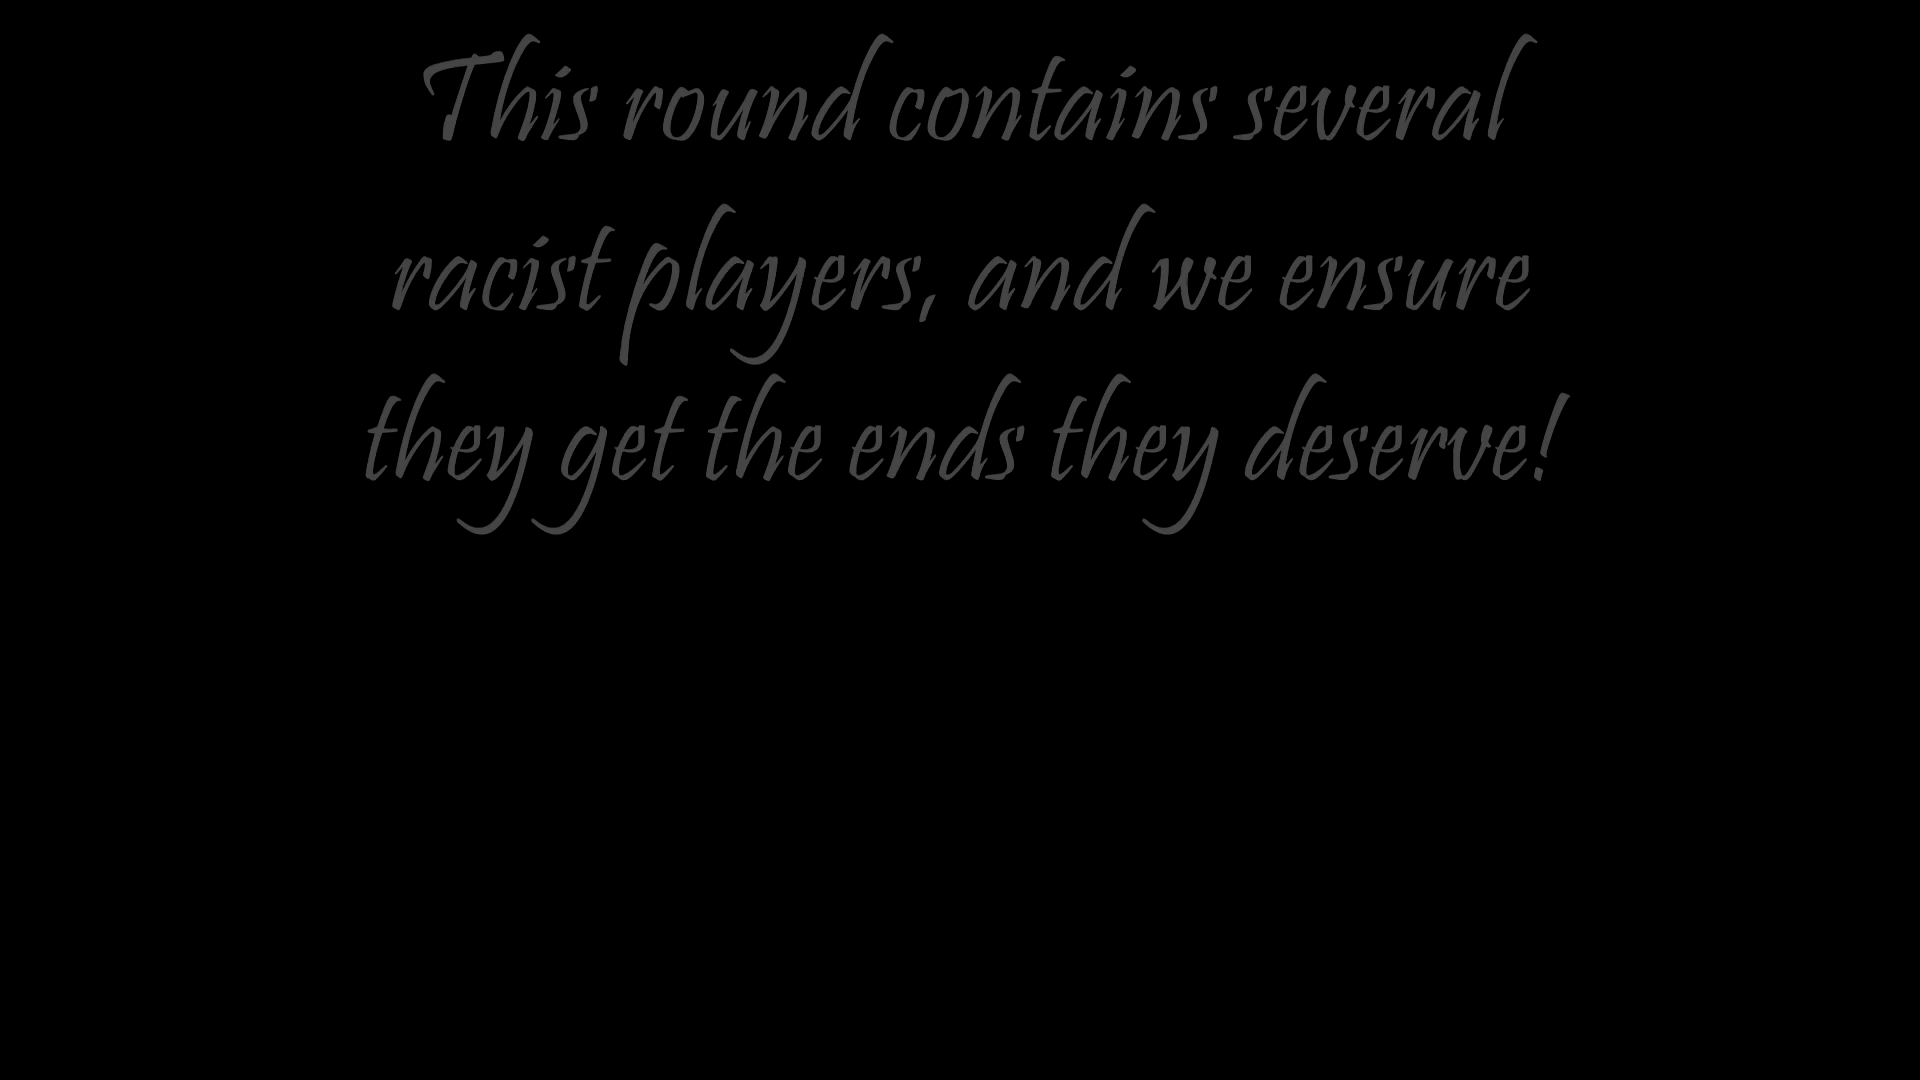 This round contains several
racist players, and we ensure
they get the ends they deserve!